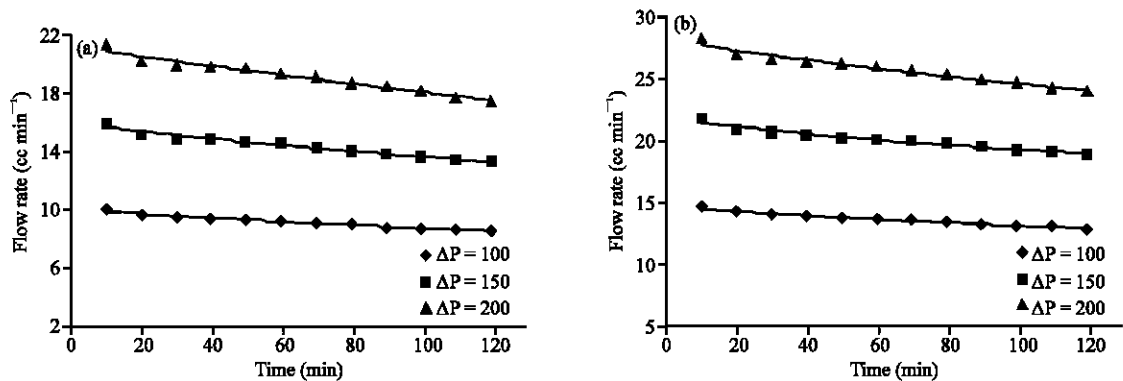 (a)
Flow rate (cc min⁻¹)
22
18
14
10
6
2
0 20 40 60 80 100 120
Time (min)
ΔP = 100
ΔP = 150
ΔP = 200
(b)
Flow rate (cc min⁻¹)
30
25
20
15
10
5
0 20 40 60 80 100 120
Time (min)
ΔP = 100
ΔP = 150
ΔP = 200